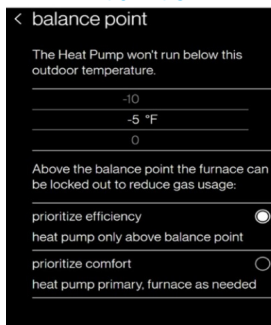 < balance point
The Heat Pump won't run below this
outdoor temperature.
-10
-5 °F
0
Above the balance point the furnace can
be locked out to reduce gas usage:
prioritize efficiency
heat pump only above balance point
prioritize comfort
heat pump primary, furnace as needed